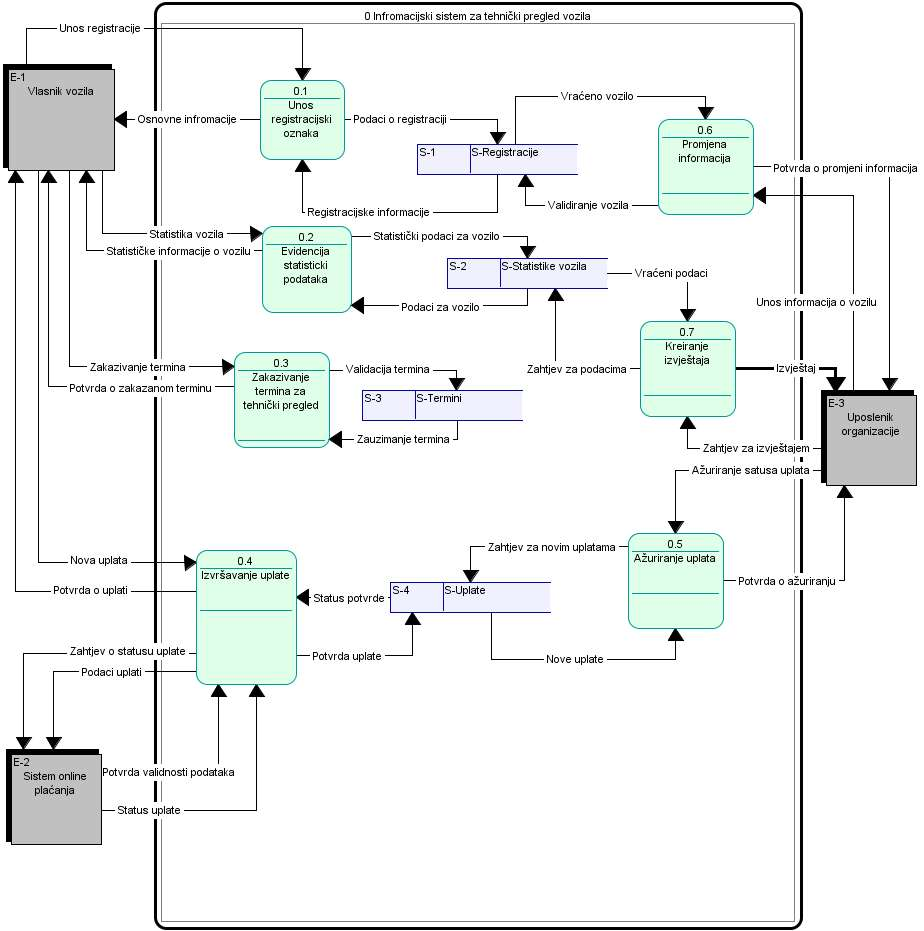 0 Infromacijski sistem za tehnički pregled vozila
Unos registracije
E-1
Vlasnik vozila
Osnovne infromacije
0.1
Unos
registracijski
oznaka
Podaci o registraciji
Vraćeno vozilo
S-1
S-Registracije
0.6
Promjena
informacija
Potvrda o promjeni informacija
Registracijske informacije
Validiranje vozila
Statistika vozila
Statističke informacije o vozilu
0.2
Evidencija
statisticki
podataka
Statistički podaci za vozilo
S-2
S-Statistike vozila
Vraćeni podaci
Podaci za vozilo
Unos informacija o vozilu
0.7
Kreiranje
izvještaja
Zakazivanje termina
Potvrda o zakazanom terminu
0.3
Zakazivanje
termina za
tehnički pregled
Validacija termina
Zahtjev za podacima
Izvještaj
S-3
S-Termini
Zauzimanje termina
E-3
Uposlenik
organizacije
Zahtjev za izvještajem
Ažuriranje satusa uplata
Nova uplata
Potvrda o uplati
0.4
Izvršavanje uplate
Zahtjev za novim uplatama
0.5
Ažuriranje uplata
Status potvrde
S-4
S-Uplate
Potvrda o ažuriranju
Zahtjev o statusu uplate
Podaci uplati
Potvrda uplate
Nove uplate
E-2
Sistem online
plaćanja
Potvrda validnosti podataka
Status uplate